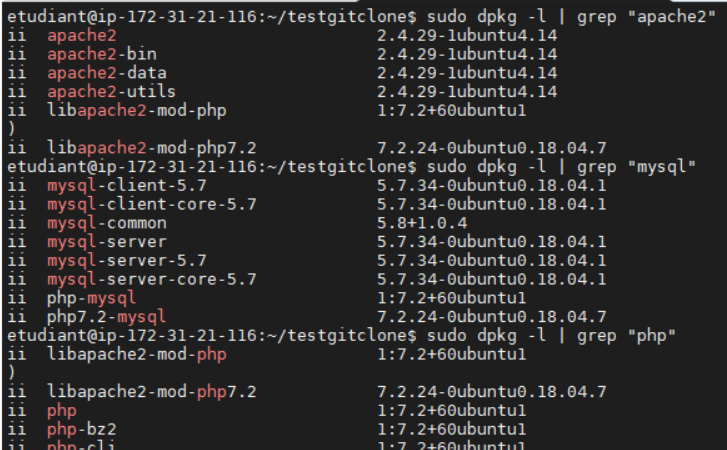 etudiant@ip-172-31-21-116:~/testgitclone$ sudo dpkg -l | grep "apache2"
ii  apache2                          2.4.29-1ubuntu4.14
ii  apache2-bin                      2.4.29-1ubuntu4.14
ii  apache2-data                     2.4.29-1ubuntu4.14
ii  apache2-utils                    2.4.29-1ubuntu4.14
ii  libapache2-mod-php               1:7.2+60ubuntu1
)
ii  libapache2-mod-php7.2            7.2.24-0ubuntu0.18.04.7
etudiant@ip-172-31-21-116:~/testgitclone$ sudo dpkg -l | grep "mysql"
ii  mysql-client-5.7                 5.7.34-0ubuntu0.18.04.1
ii  mysql-client-core-5.7            5.7.34-0ubuntu0.18.04.1
ii  mysql-common                     5.8+1.0.4
ii  mysql-server                     5.7.34-0ubuntu0.18.04.1
ii  mysql-server-5.7                 5.7.34-0ubuntu0.18.04.1
ii  mysql-server-core-5.7            5.7.34-0ubuntu0.18.04.1
ii  php-mysql                        1:7.2+60ubuntu1
ii  php7.2-mysql                     7.2.24-0ubuntu0.18.04.7
etudiant@ip-172-31-21-116:~/testgitclone$ sudo dpkg -l | grep "php"
ii  libapache2-mod-php               1:7.2+60ubuntu1
)
ii  libapache2-mod-php7.2            7.2.24-0ubuntu0.18.04.7
ii  php                              1:7.2+60ubuntu1
ii  php-bz2                          1:7.2+60ubuntu1
ii  php-cli                          1:7.2+60ubuntu1